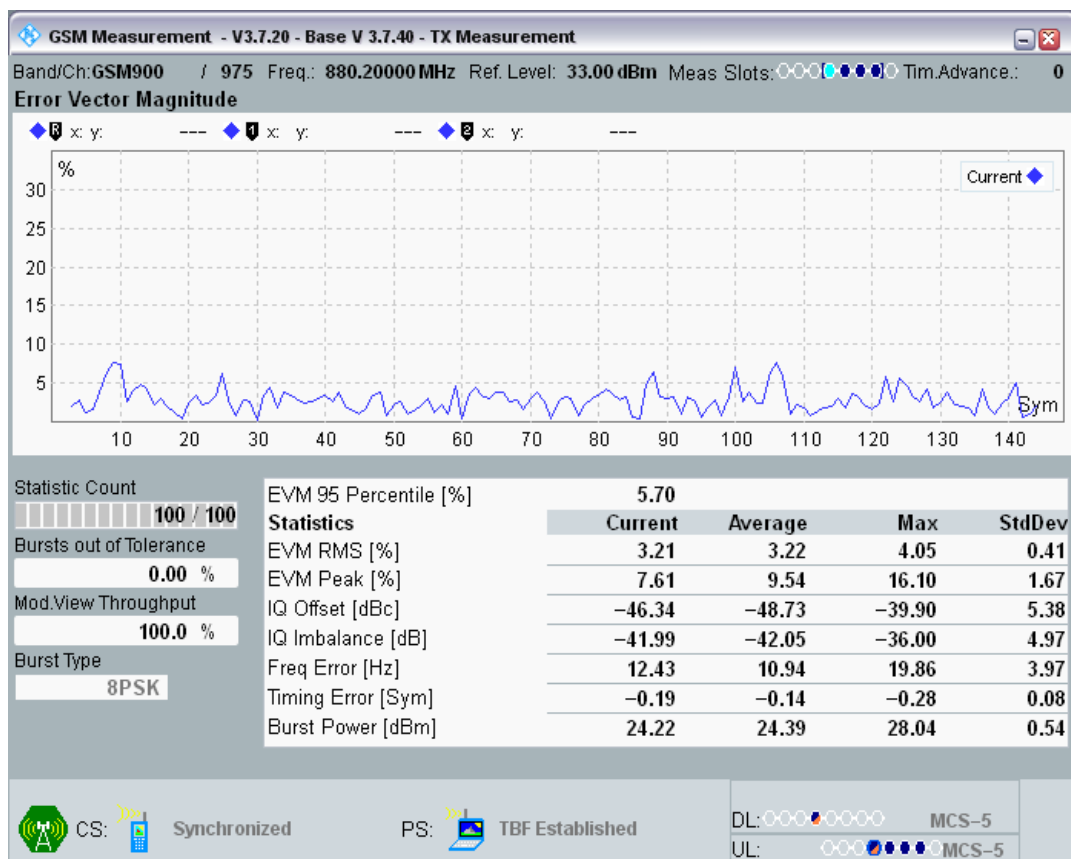 GSM Measurement - V3.7.20 - Base V 3.7.40 - TX Measurement
Band/Ch:GSM900 / 975 Freq.: 880.20000 MHz Ref. Level: 33.00 dBm Meas Slots: Tim.Advance.: 0
Error Vector Magnitude
R x: y: --- 1 x: y: --- 2 x: y: ---
%
Current
30
25
20
15
10
5
Sym
10 20 30 40 50 60 70 80 90 100 110 120 130 140
Statistic Count
100 / 100
Bursts out of Tolerance
0.00 %
Mod.View Throughput
100.0 %
Burst Type
8PSK
EVM 95 Percentile [%] 5.70
Statistics Current Average Max StdDev
EVM RMS [%] 3.21 3.22 4.05 0.41
EVM Peak [%] 7.61 9.54 16.10 1.67
IQ Offset [dBc] −46.34 −48.73 −39.90 5.38
IQ Imbalance [dB] −41.99 −42.05 −36.00 4.97
Freq Error [Hz] 12.43 10.94 19.86 3.97
Timing Error [Sym] −0.19 −0.14 −0.28 0.08
Burst Power [dBm] 24.22 24.39 28.04 0.54
CS: Synchronized PS: TBF Established
DL: MCS−5
UL: MCS−5